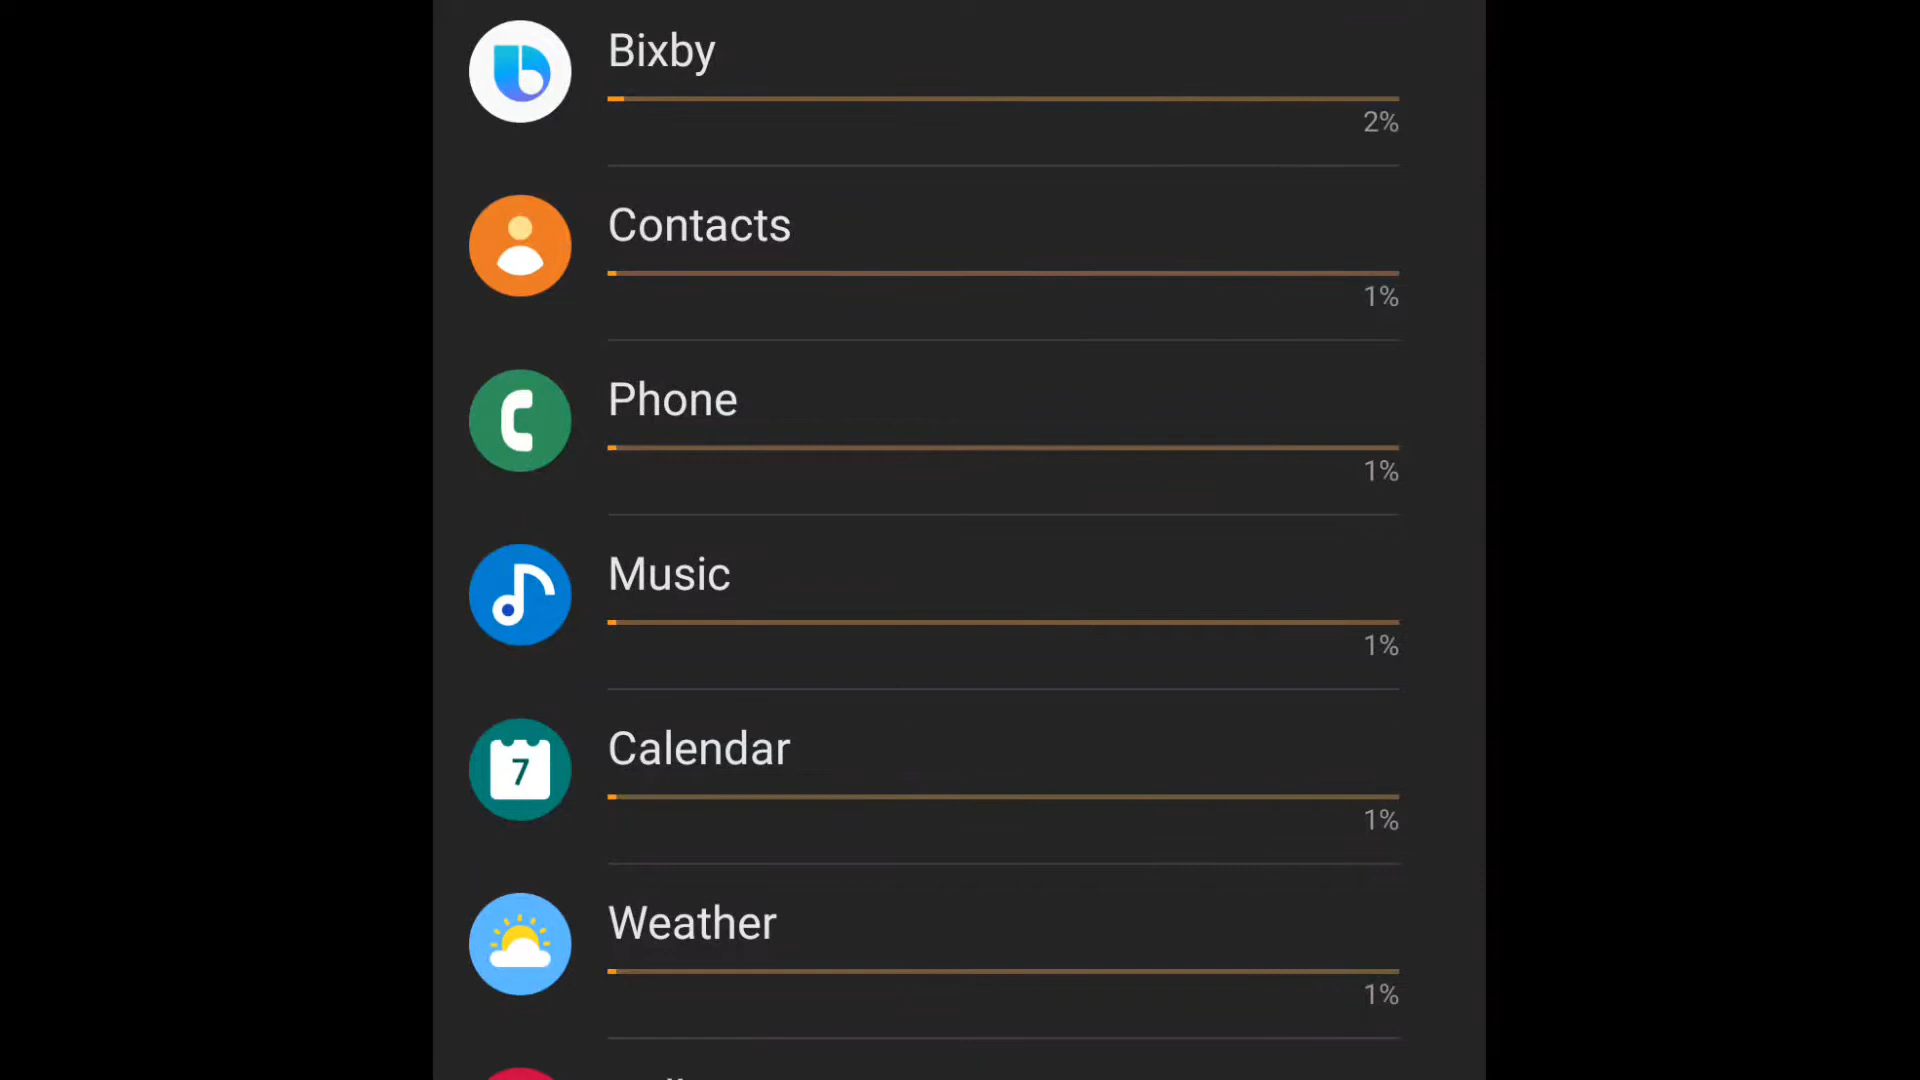 Bixby
2%
Contacts
1%
Phone
1%
Music
1%
Calendar
7
1%
Weather
1%